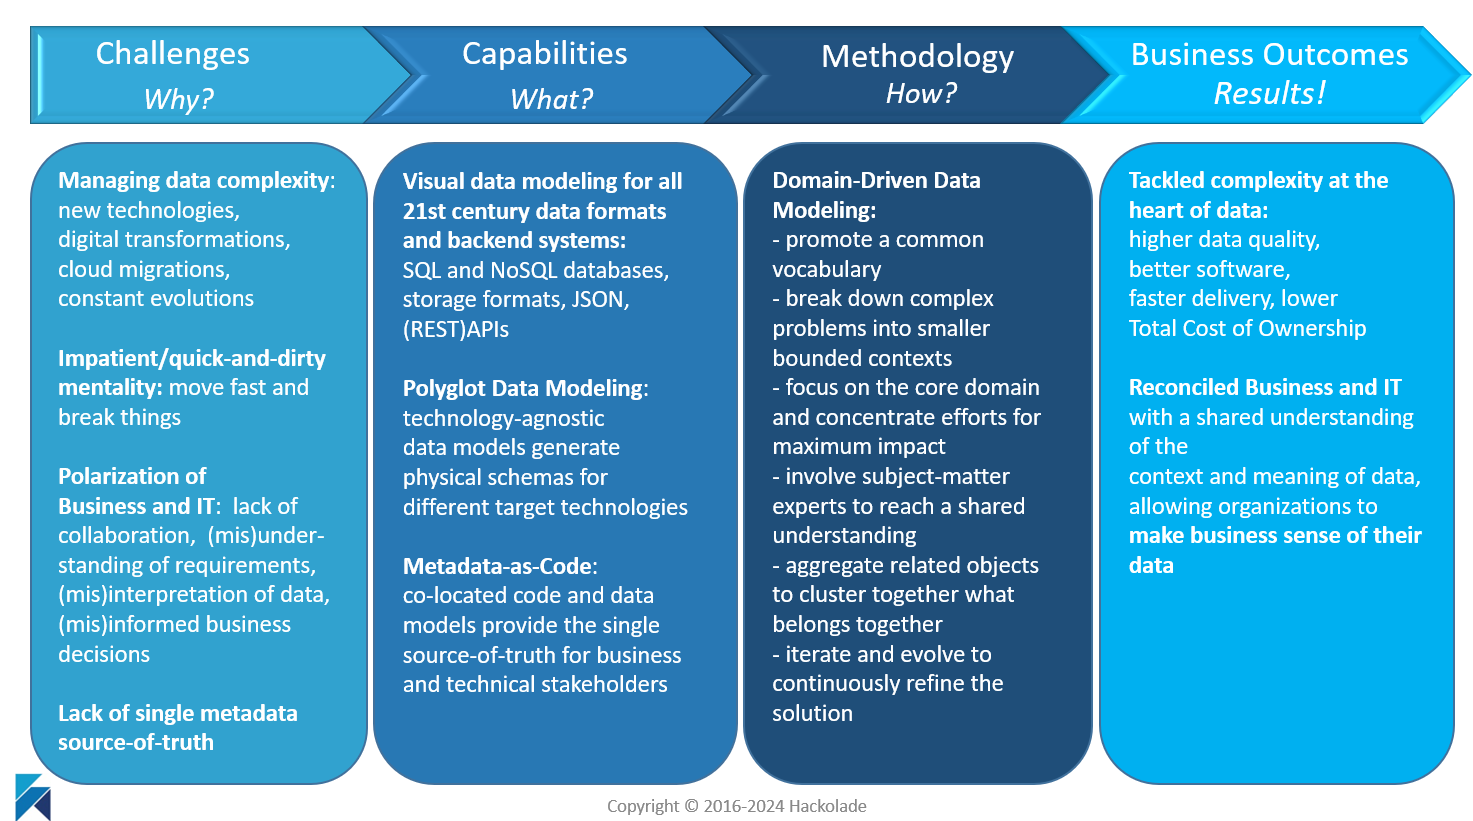 Challenges
Why?
Capabilities
What?
Methodology
How?
Business Outcomes
Results!
Managing data complexity:
new technologies,
digital transformations,
cloud migrations,
constant evolutions
Impatient/quick-and-dirty
mentality: move fast and
break things
Polarization of
Business and IT:  lack of
collaboration,  (mis)under-
standing of requirements,
(mis)interpretation of data,
(mis)informed business
decisions
Lack of single metadata
source-of-truth
Visual data modeling for all
21st century data formats
and backend systems:
SQL and NoSQL databases,
storage formats, JSON,
(REST)APIs
Polyglot Data Modeling:
technology-agnostic
data models generate
physical schemas for
different target technologies
Metadata-as-Code:
co-located code and data
models provide the single
source-of-truth for business
and technical stakeholders
Domain-Driven Data
Modeling:
- promote a common
vocabulary
- break down complex
problems into smaller
bounded contexts
- focus on the core domain
and concentrate efforts for
maximum impact
- involve subject-matter
experts to reach a shared
understanding
- aggregate related objects
to cluster together what
belongs together
- iterate and evolve to
continuously refine the
solution
Tackled complexity at the
heart of data:
higher data quality,
better software,
faster delivery, lower
Total Cost of Ownership
Reconciled Business and IT
with a shared understanding
of the
context and meaning of data,
allowing organizations to
make business sense of their
data
Copyright © 2016-2024 Hackolade